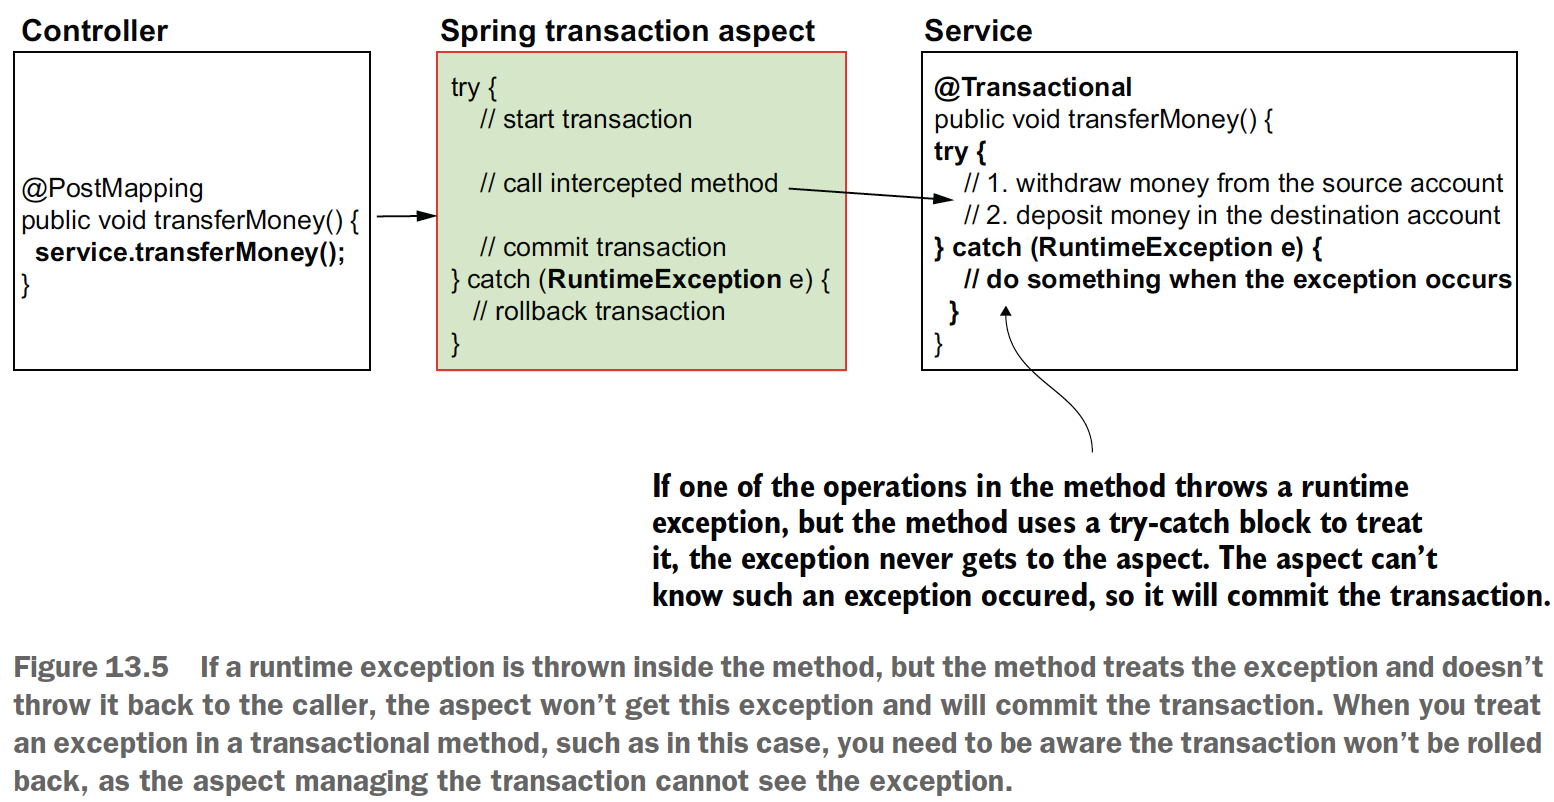 Controller
@PostMapping
public void transferMoney() {
service.transferMoney();
}
Spring transaction aspect
try {
// start transaction
// call intercepted method
// commit transaction
} catch (RuntimeException e) {
// rollback transaction
}
Service
@Transactional
public void transferMoney() {
try {
// 1. withdraw money from the source account
// 2. deposit money in the destination account
} catch (RuntimeException e) {
// do something when the exception occurs
}
}
If one of the operations in the method throws a runtime
exception, but the method uses a try-catch block to treat
it, the exception never gets to the aspect. The aspect can’t
know such an exception occured, so it will commit the transaction.
Figure 13.5 If a runtime exception is thrown inside the method, but the method treats the exception and doesn’t
throw it back to the caller, the aspect won’t get this exception and will commit the transaction. When you treat
an exception in a transactional method, such as in this case, you need to be aware the transaction won’t be rolled
back, as the aspect managing the transaction cannot see the exception.